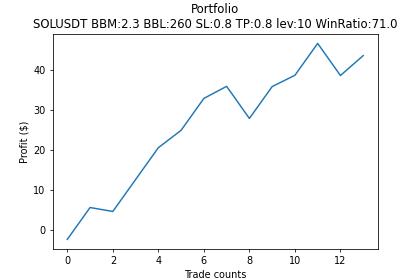 Portfolio
SOLUSDT BBM:2.3 BBL:260 SL:0.8 TP:0.8 lev:10 WinRatio:71.0
40
30
20
10
0
Profit ($)
0 2 4 6 8 10 12
Trade counts